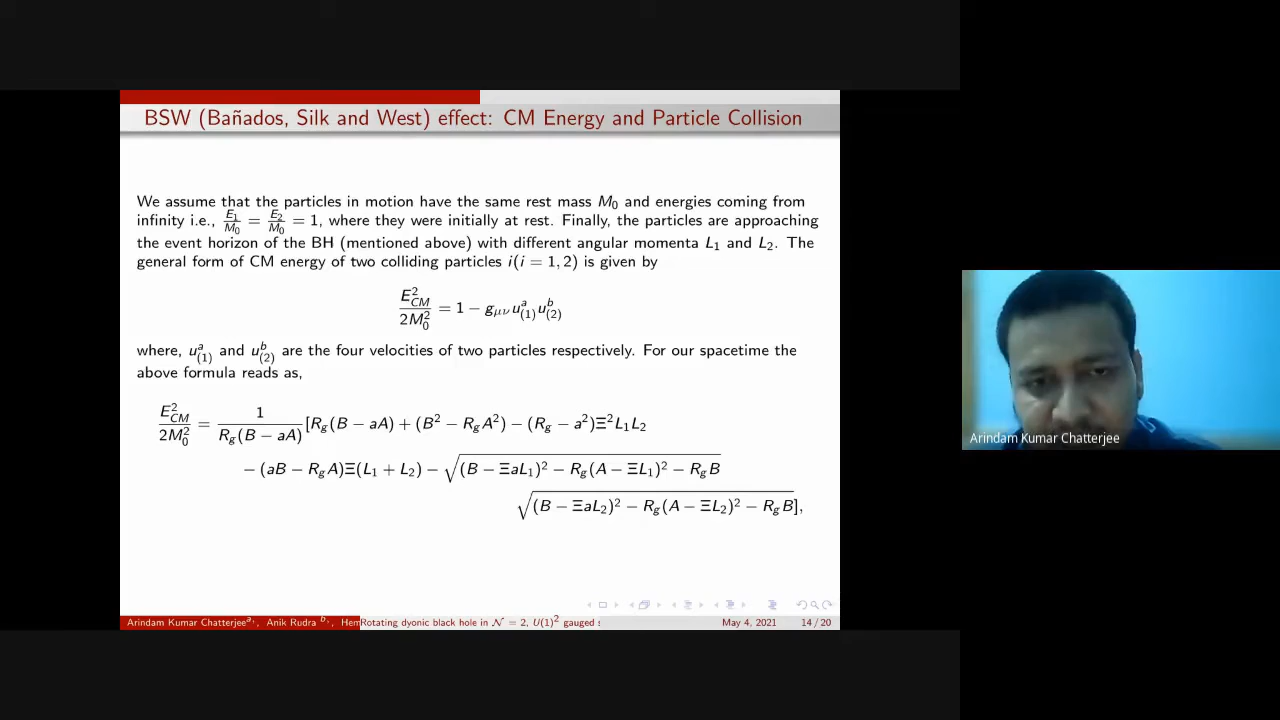 BSW (Bañados, Silk and West) effect: CM Energy and Particle Collision
We assume that the particles in motion have the same rest mass M₀ and energies coming from
infinity i.e., E₁/M₀ = E₂/M₀ = 1, where they were initially at rest. Finally, the particles are approaching
the event horizon of the BH (mentioned above) with different angular momenta L₁ and L₂. The
general form of CM energy of two colliding particles i(i = 1, 2) is given by
E²_CM/2M₀² = 1 − g_μν u^a_(1) u^b_(2)
where, u^a_(1) and u^b_(2) are the four velocities of two particles respectively. For our spacetime the
above formula reads as,
E²_CM/2M₀² = 1/R_g(B − aA) [R_g(B − aA) + (B² − R_gA²) − (R_g − a²)Ξ²L₁L₂
− (aB − R_gA)Ξ(L₁ + L₂) − √(B − ΞaL₁)² − R_g(A − ΞL₁)² − R_gB
√(B − ΞaL₂)² − R_g(A − ΞL₂)² − R_gB],
Arindam Kumar Chatterjee^a, , Anik Rudra ^b, , Hem
Rotating dyonic black hole in 𝒩 = 2, U(1)² gauged s
May 4, 2021
14 / 20
Arindam Kumar Chatterjee